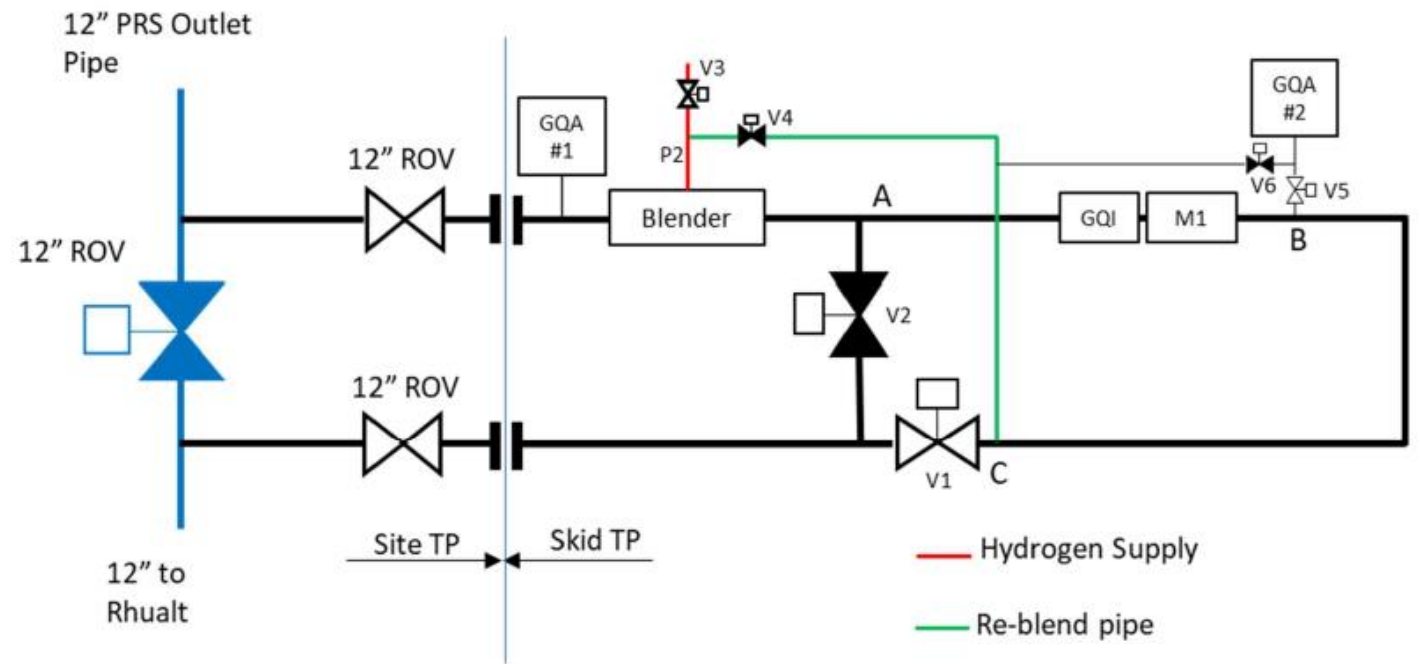 12” PRS Outlet
Pipe
12” ROV
12” ROV
12” ROV
12” to
Rhualt
Site TP
Skid TP
GQA
#1
V3
V4
P2
Blender
A
V2
V1
C
GQI
M1
GQA
#2
V6
V5
B
Hydrogen Supply
Re-blend pipe